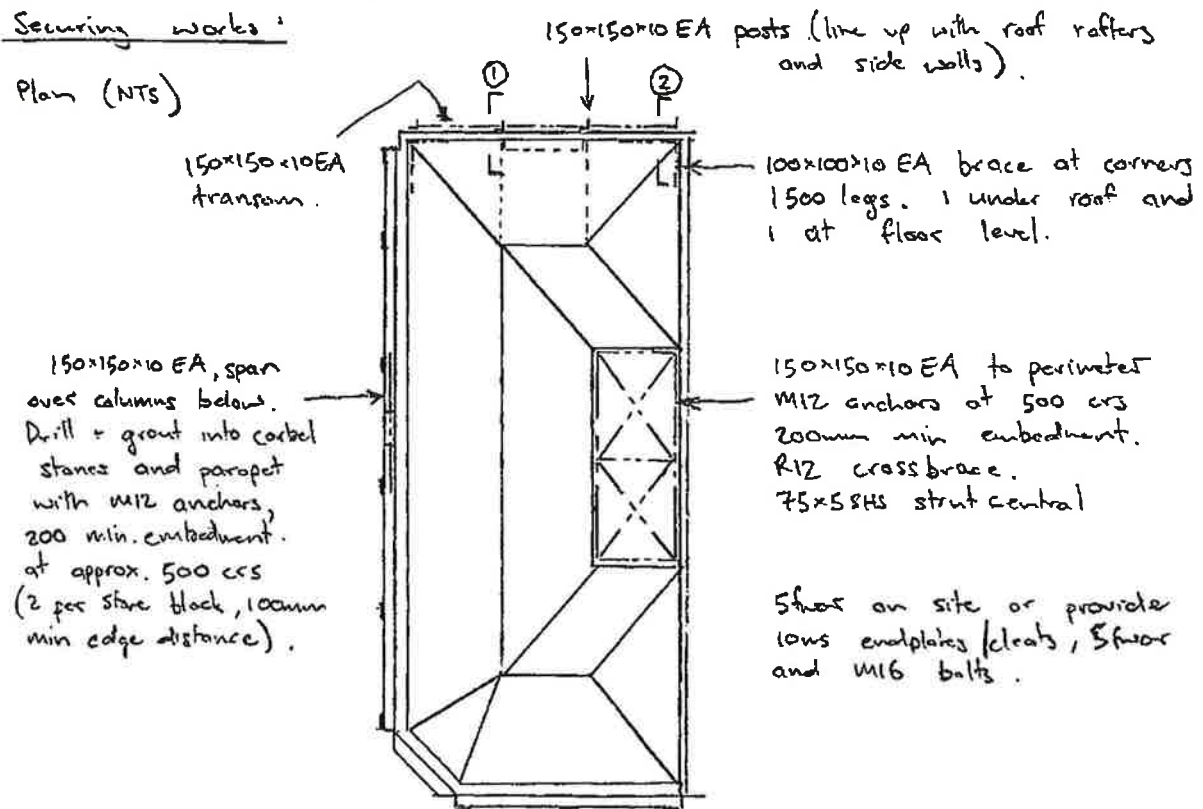 Securing works:
Plan (NTS)
150×150×10 EA posts (line up with roof rafters
and side walls).
1
2
150×150×10 EA
transom.
100×100×10 EA brace at corners
1500 legs. 1 under roof and
1 at floor level.
150×150×10 EA, span
over columns below.
Drill + grout into corbel
stones and parapet
with M12 anchors,
200 min. embedment.
at approx. 500 crs
(2 per stone block, 100mm
min edge distance).
150×150×10 EA to perimeter
M12 anchors at 500 crs
200mm min embedment.
R12 crossbrace.
75×5 SHS strut central
5fwar on site or provide
10ms endplates/cleats, 5fwar
and M16 bolts.